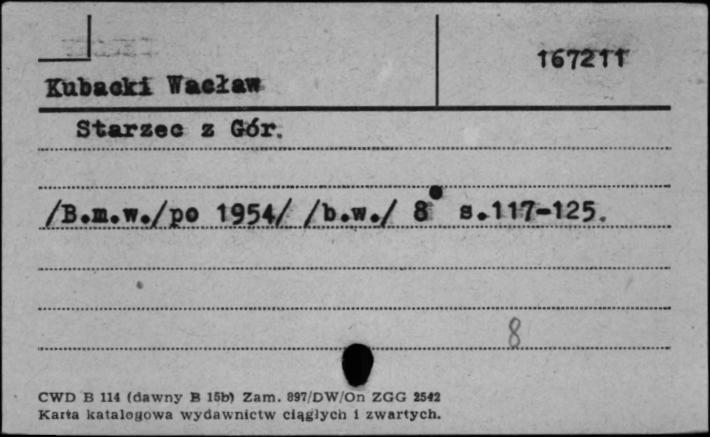 167211
Kubacki Wacław
Starzec z Gór.
/B.m.w./po 1954/ /b.w./ 8° s.117-125.
8
CWD B 114 (dawny B 15b) Zam. 897/DW/On ZGG 2542
Karta katalogowa wydawnictw ciągłych i zwartych.